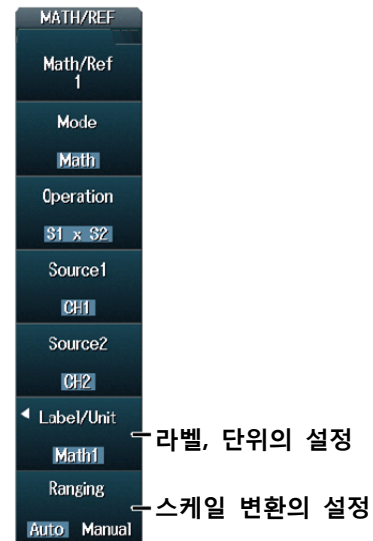 MATH/REF
Math/Ref
1
Mode
Math
Operation
S1 x S2
Source1
CH1
Source2
CH2
Label/Unit
Math1
라벨, 단위의 설정
Ranging
Auto Manual
스케일 변환의 설정